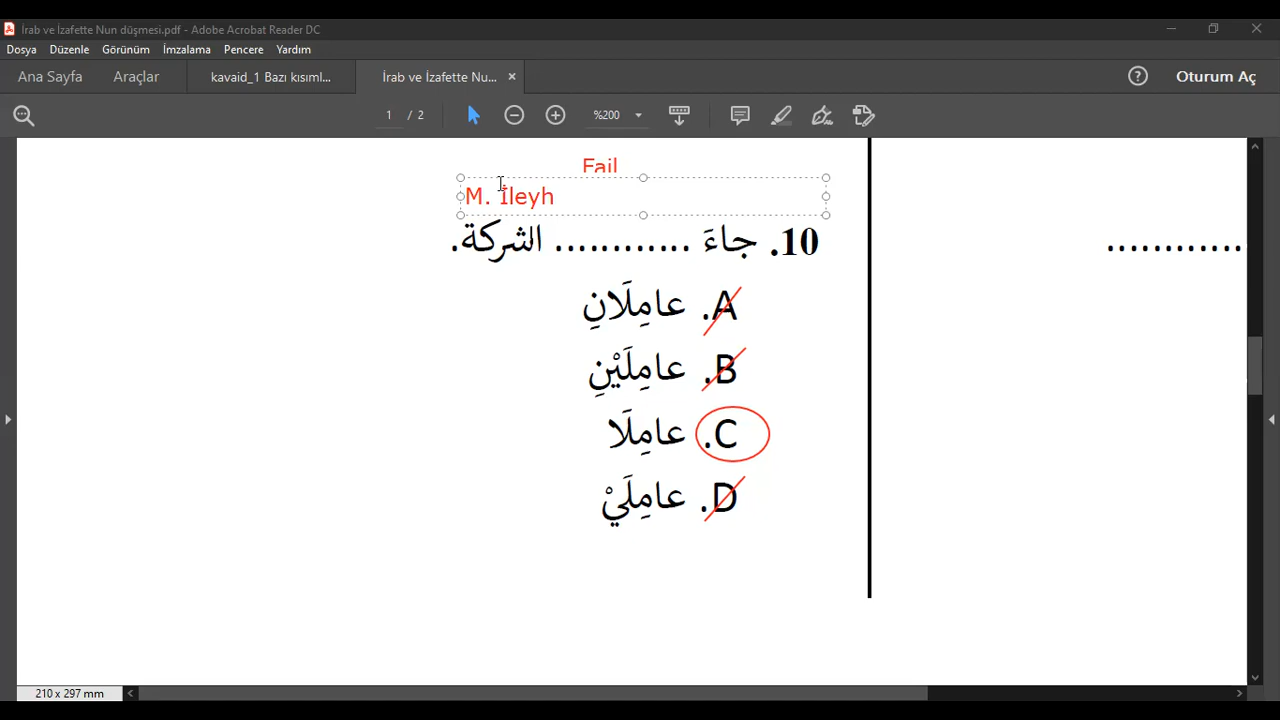 İrab ve İzafette Nun düşmesi.pdf - Adobe Acrobat Reader DC
Dosya Düzenle Görünüm İmzalama Pencere Yardım
Ana Sayfa Araçlar kavaid_1 Bazı kısıml... İrab ve İzafette Nu... × Oturum Aç
1 / 2 %200
Fail
M. İleyh
10. جاءَ ............ الشركة.
A. عامِلَانِ
B. عامِلَيْنِ
C. عامِلَا
D. عامِلَيْ
............
210 x 297 mm